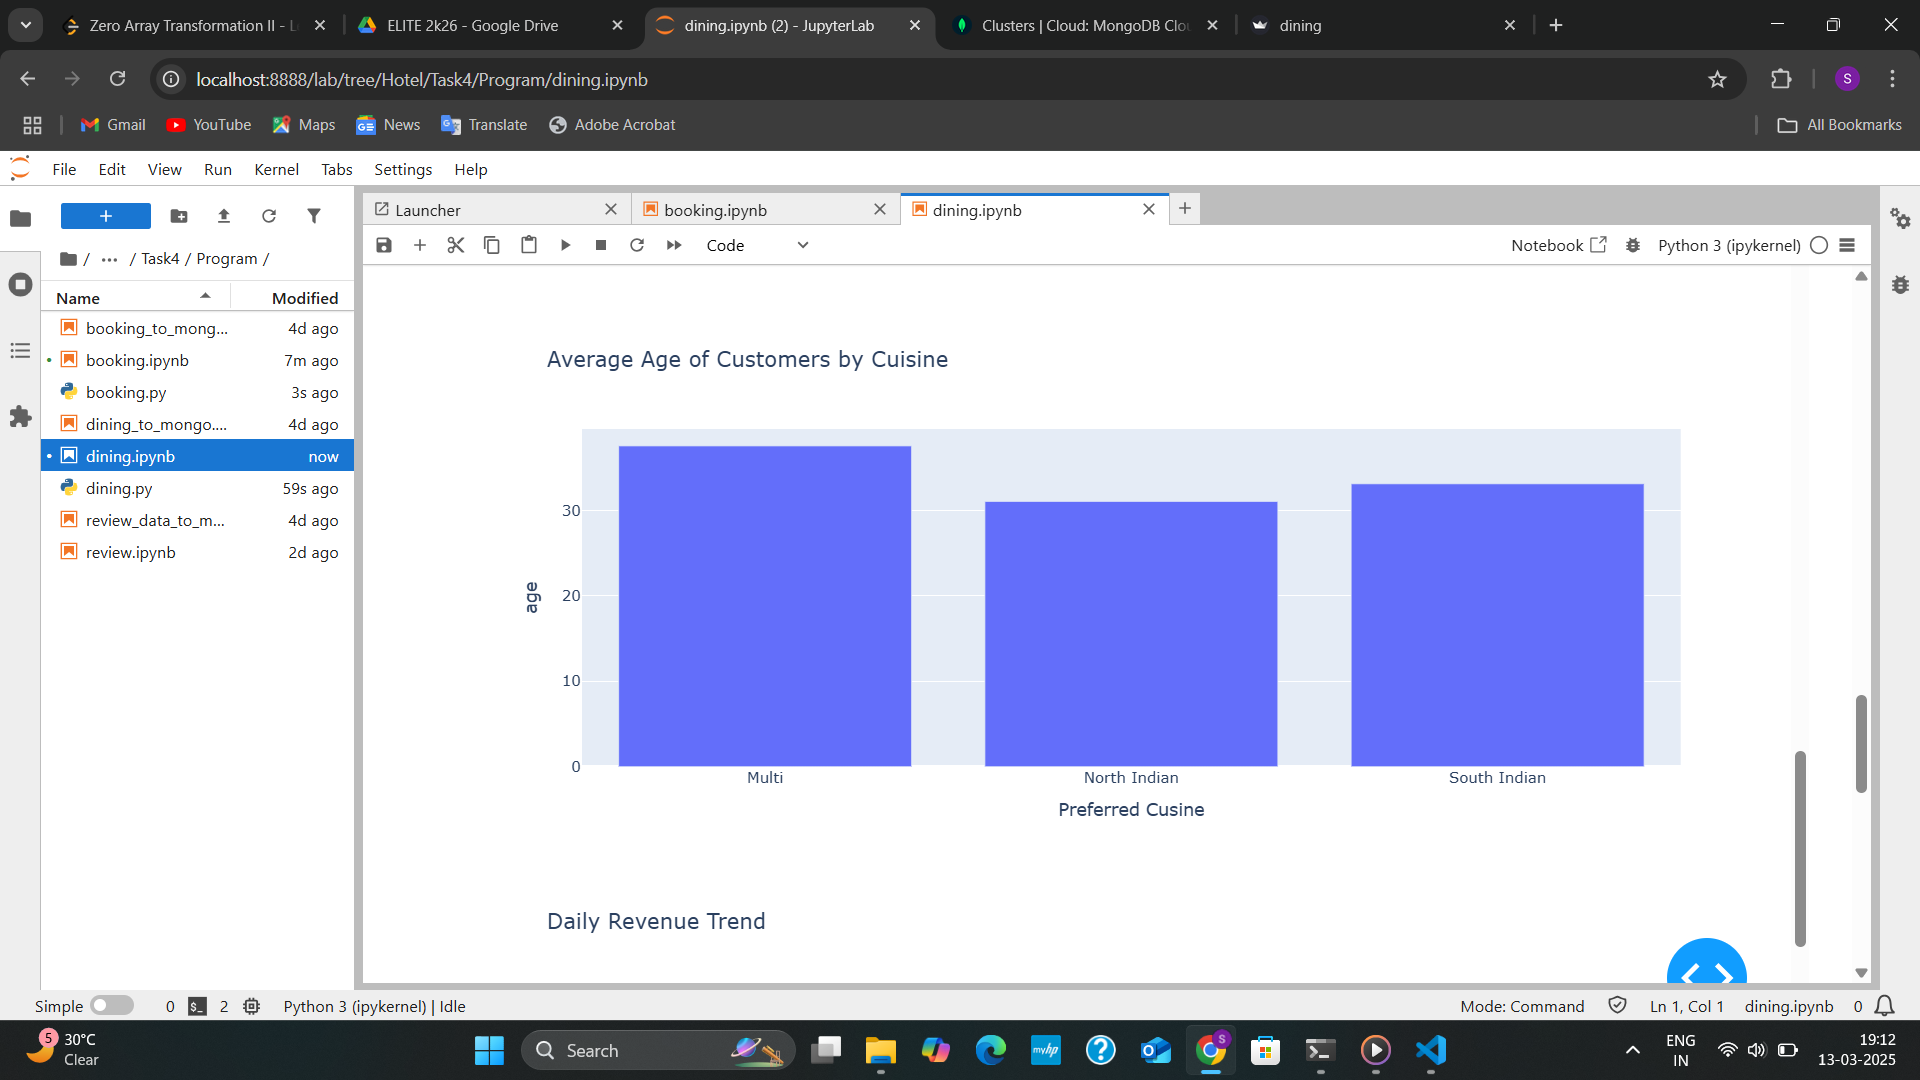 Zero Array Transformation II - L
ELITE 2k26 - Google Drive
dining.ipynb (2) - JupyterLab
Clusters | Cloud: MongoDB Clou
dining
localhost:8888/lab/tree/Hotel/Task4/Program/dining.ipynb
S
Gmail
YouTube
Maps
News
Translate
Adobe Acrobat
All Bookmarks
File Edit View Run Kernel Tabs Settings Help
Launcher
booking.ipynb
dining.ipynb
Code
Notebook
Python 3 (ipykernel)
/ ... / Task4 / Program /
Name Modified
booking_to_mong... 4d ago
booking.ipynb 7m ago
booking.py 3s ago
dining_to_mongo.... 4d ago
dining.ipynb now
dining.py 59s ago
review_data_to_m... 4d ago
review.ipynb 2d ago
Average Age of Customers by Cuisine
30
20
10
0
age
Multi North Indian South Indian
Preferred Cusine
Daily Revenue Trend
Simple 0 $_ 2 Python 3 (ipykernel) | Idle
Mode: Command Ln 1, Col 1 dining.ipynb 0
5
30°C
Clear
Search
myhp
S
ENG
IN
19:12
13-03-2025